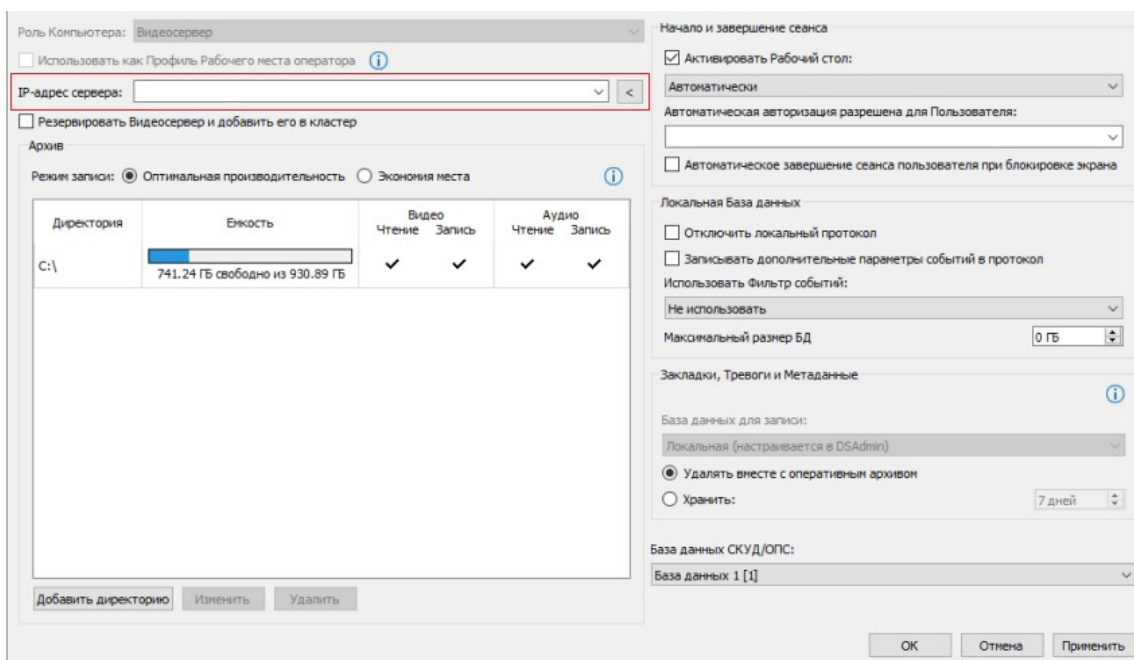 Роль Компьютера: Видеосервер
Использовать как Профиль Рабочего места оператора
IP-адрес сервера: <
Резервировать Видеосервер и добавить его в кластер
Архив
Режим записи: Оптимальная производительность Экономия места
Директория Емкость Видео Аудио
Чтение Запись Чтение Запись
C:\
741.24 ГБ свободно из 930.89 ГБ
Добавить директорию Изменить Удалить
Начало и завершение сеанса
Активировать Рабочий стол:
Автоматически
Автоматическая авторизация разрешена для Пользователя:
Автоматическое завершение сеанса пользователя при блокировке экрана
Локальная База данных
Отключить локальный протокол
Записывать дополнительные параметры событий в протокол
Использовать Фильтр событий:
Не использовать
Максимальный размер БД 0 ГБ
Закладки, Тревоги и Метаданные
База данных для записи:
Локальная (настраивается в DSAdmin)
Удалять вместе с оперативным архивом
Хранить: 7 дней
База данных СКУД/ОПС:
База данных 1 [1]
ОК Отмена Применить